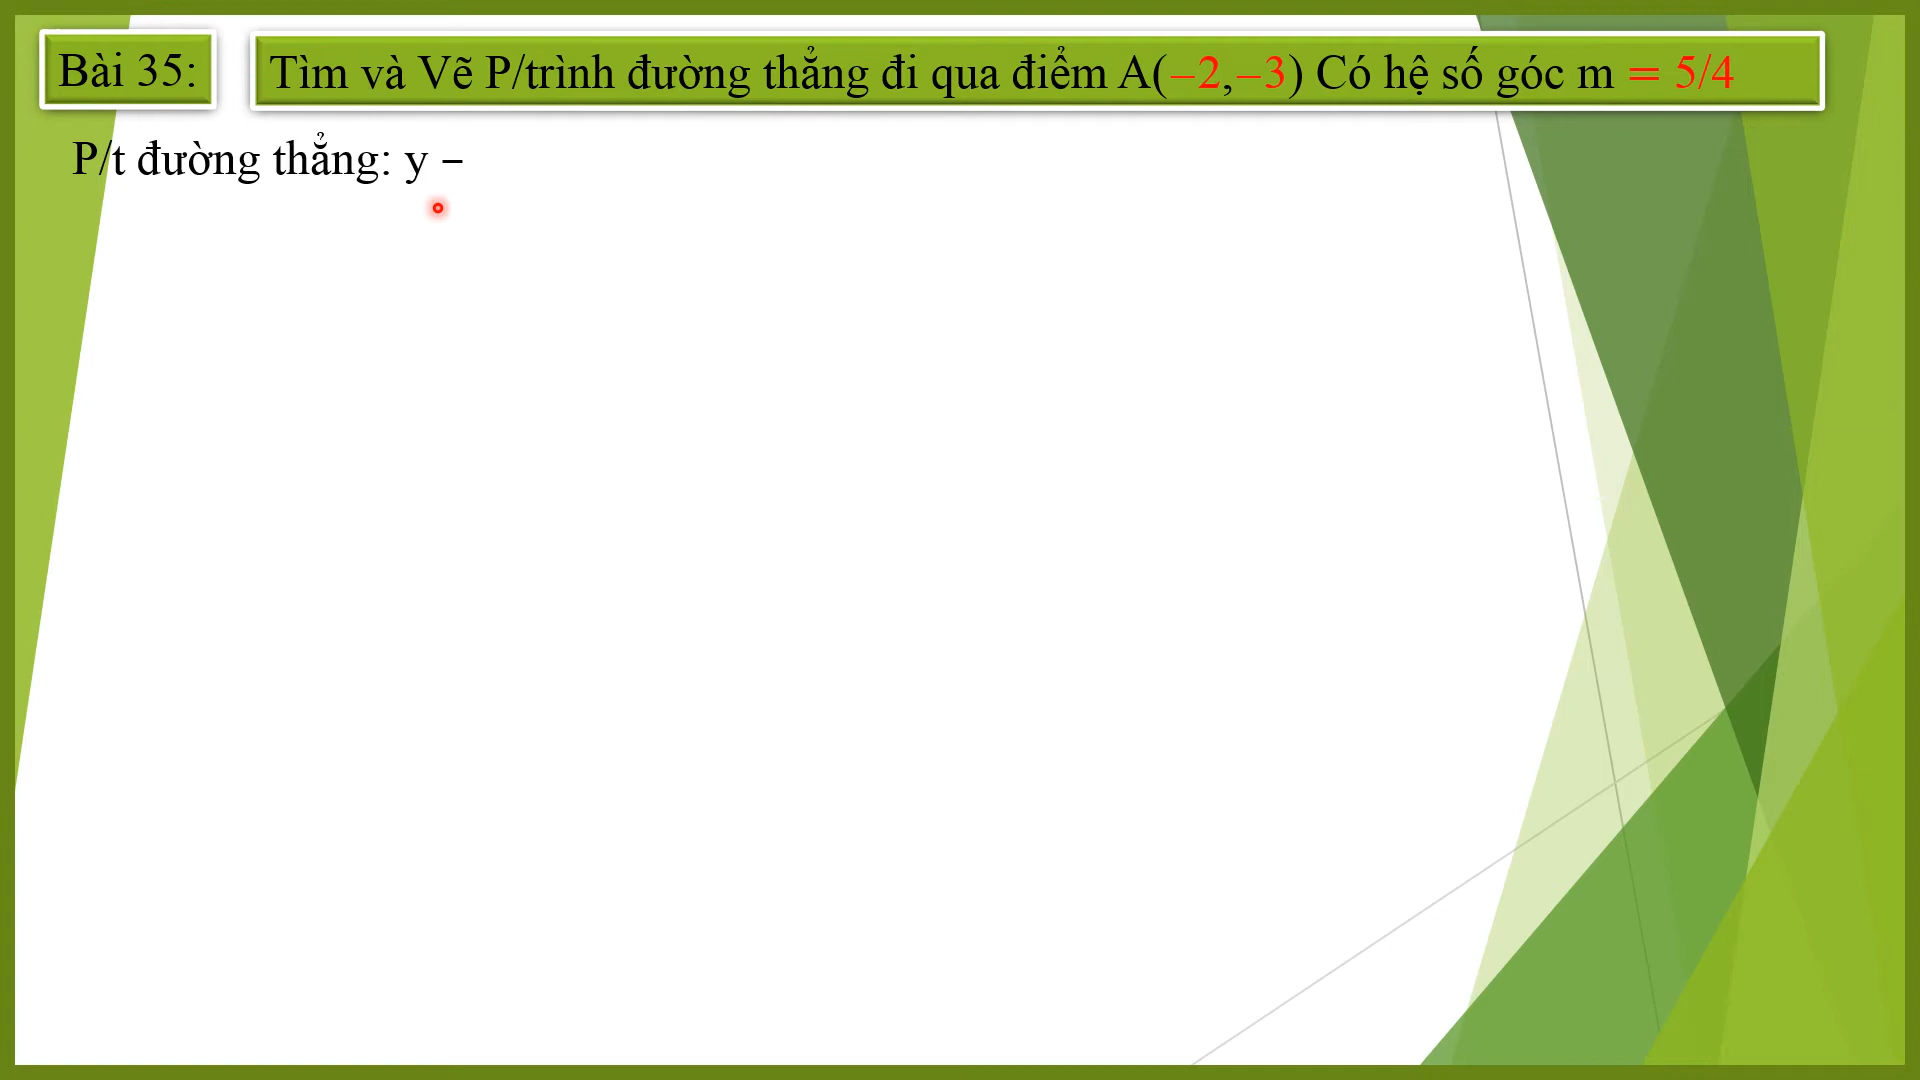 Bài 35: Tìm và Vẽ P/trình đường thẳng đi qua điểm A(–2,–3) Có hệ số góc m = 5/4
P/t đường thẳng: y –